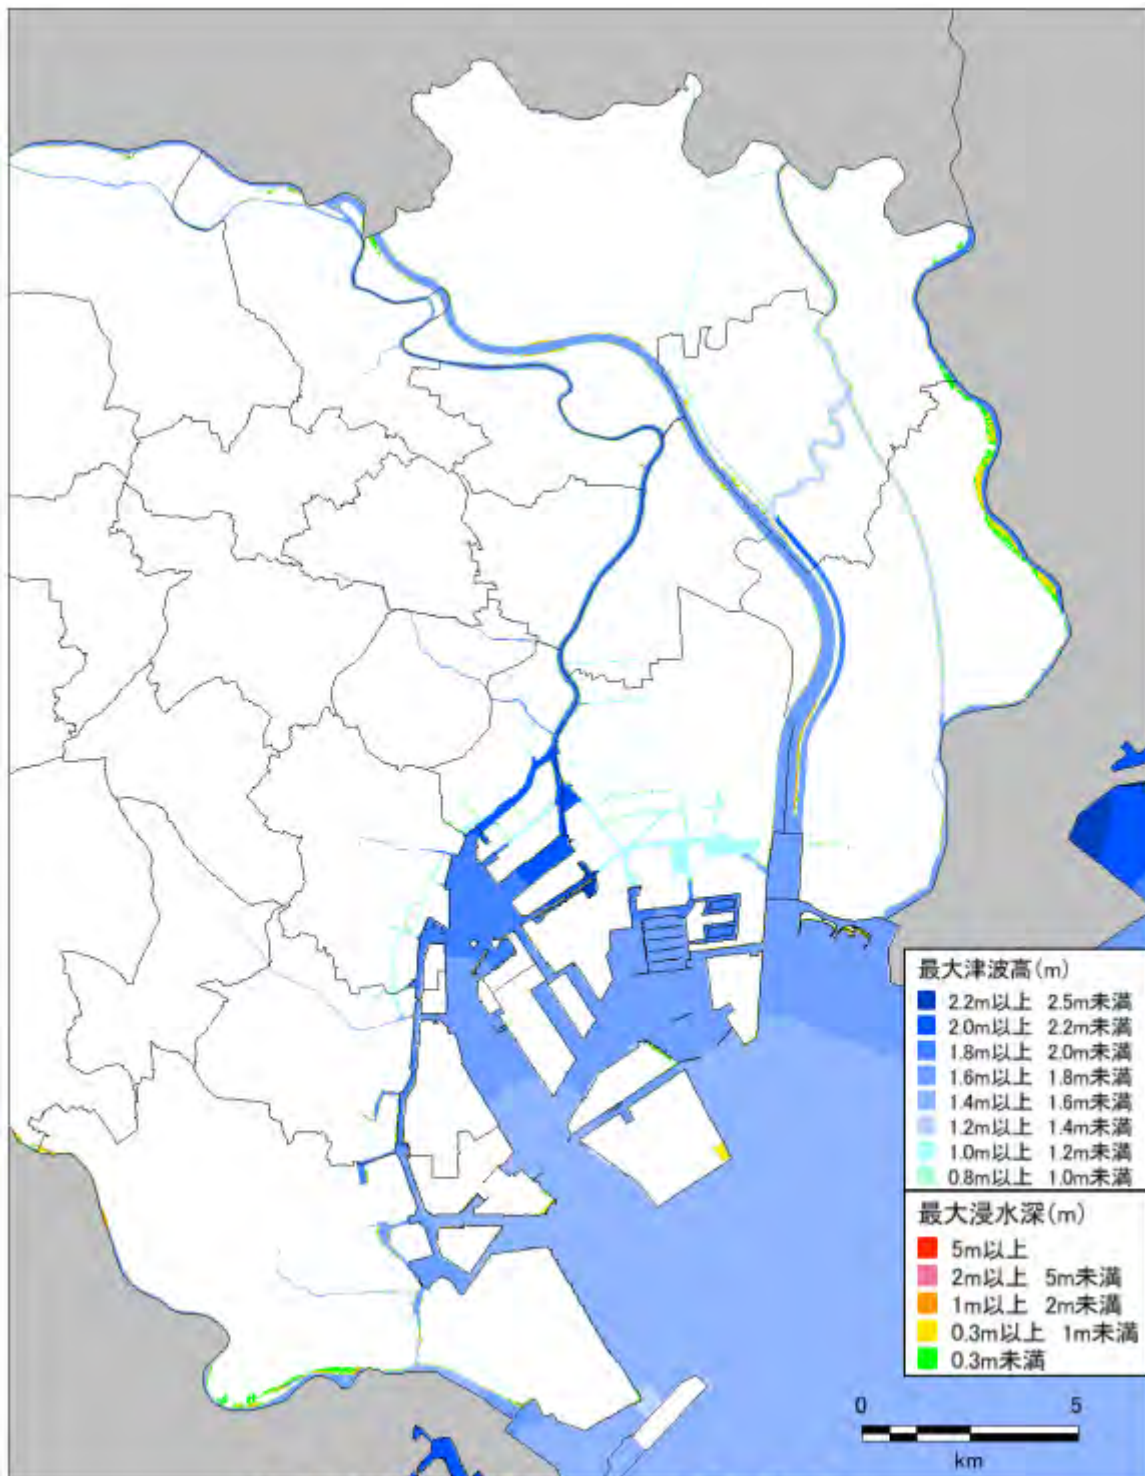 最大津波高(m)
2.2m以上 2.5m未満
2.0m以上 2.2m未満
1.8m以上 2.0m未満
1.6m以上 1.8m未満
1.4m以上 1.6m未満
1.2m以上 1.4m未満
1.0m以上 1.2m未満
0.8m以上 1.0m未満
最大浸水深(m)
5m以上
2m以上 5m未満
1m以上 2m未満
0.3m以上 1m未満
0.3m未満
0 5
km